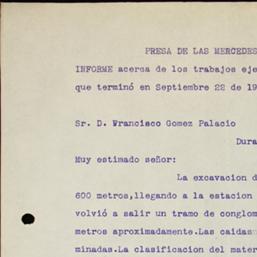 PRESA DE LAS MERCEDES
INFORME acerca de los trabajos eje
que terminó en Septiembre 22 de 19
Sr. D. Francisco Gomez Palacio
Dura
Muy estimado señor:
La excavacion d
600 metros,llegando a la estacion
volvió a salir un tramo de conglom
metros aproximadamente.Las caidas
minadas.La clasificacion del mater